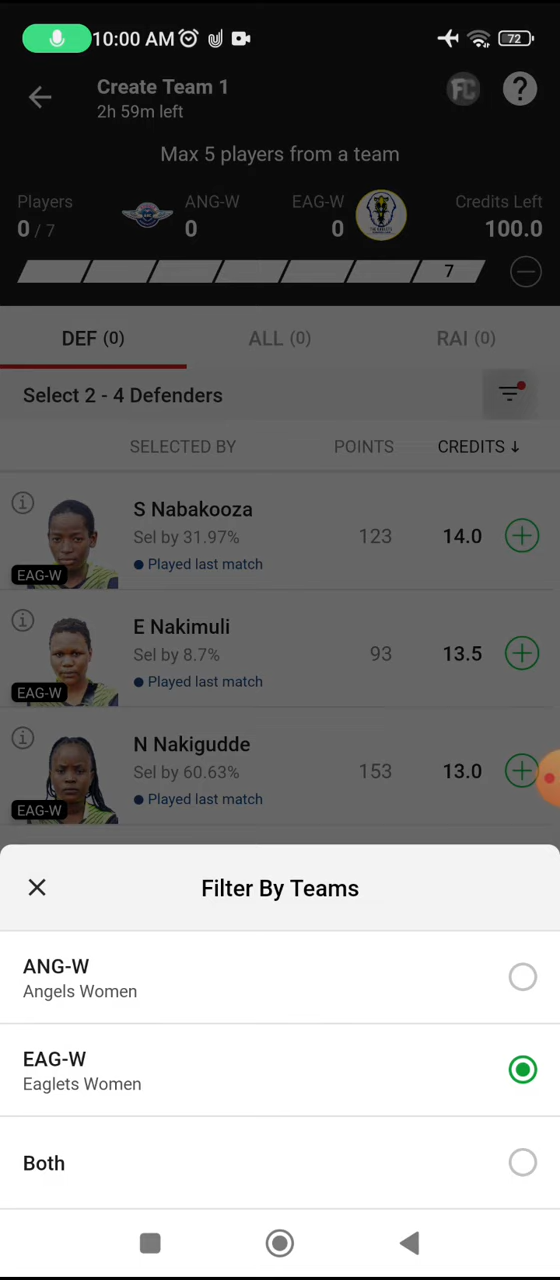 10:00 AM
72
Create Team 1
2h 59m left
FC
?
Max 5 players from a team
Players
0 / 7
ANG-W
0
EAG-W
0
Credits Left
100.0
7
DEF (0)
ALL (0)
RAI (0)
Select 2 - 4 Defenders
SELECTED BY
POINTS
CREDITS ↓
S Nabakooza
Sel by 31.97%
Played last match
123
14.0
EAG-W
E Nakimuli
Sel by 8.7%
Played last match
93
13.5
EAG-W
N Nakigudde
Sel by 60.63%
Played last match
153
13.0
EAG-W
Filter By Teams
ANG-W
Angels Women
EAG-W
Eaglets Women
Both